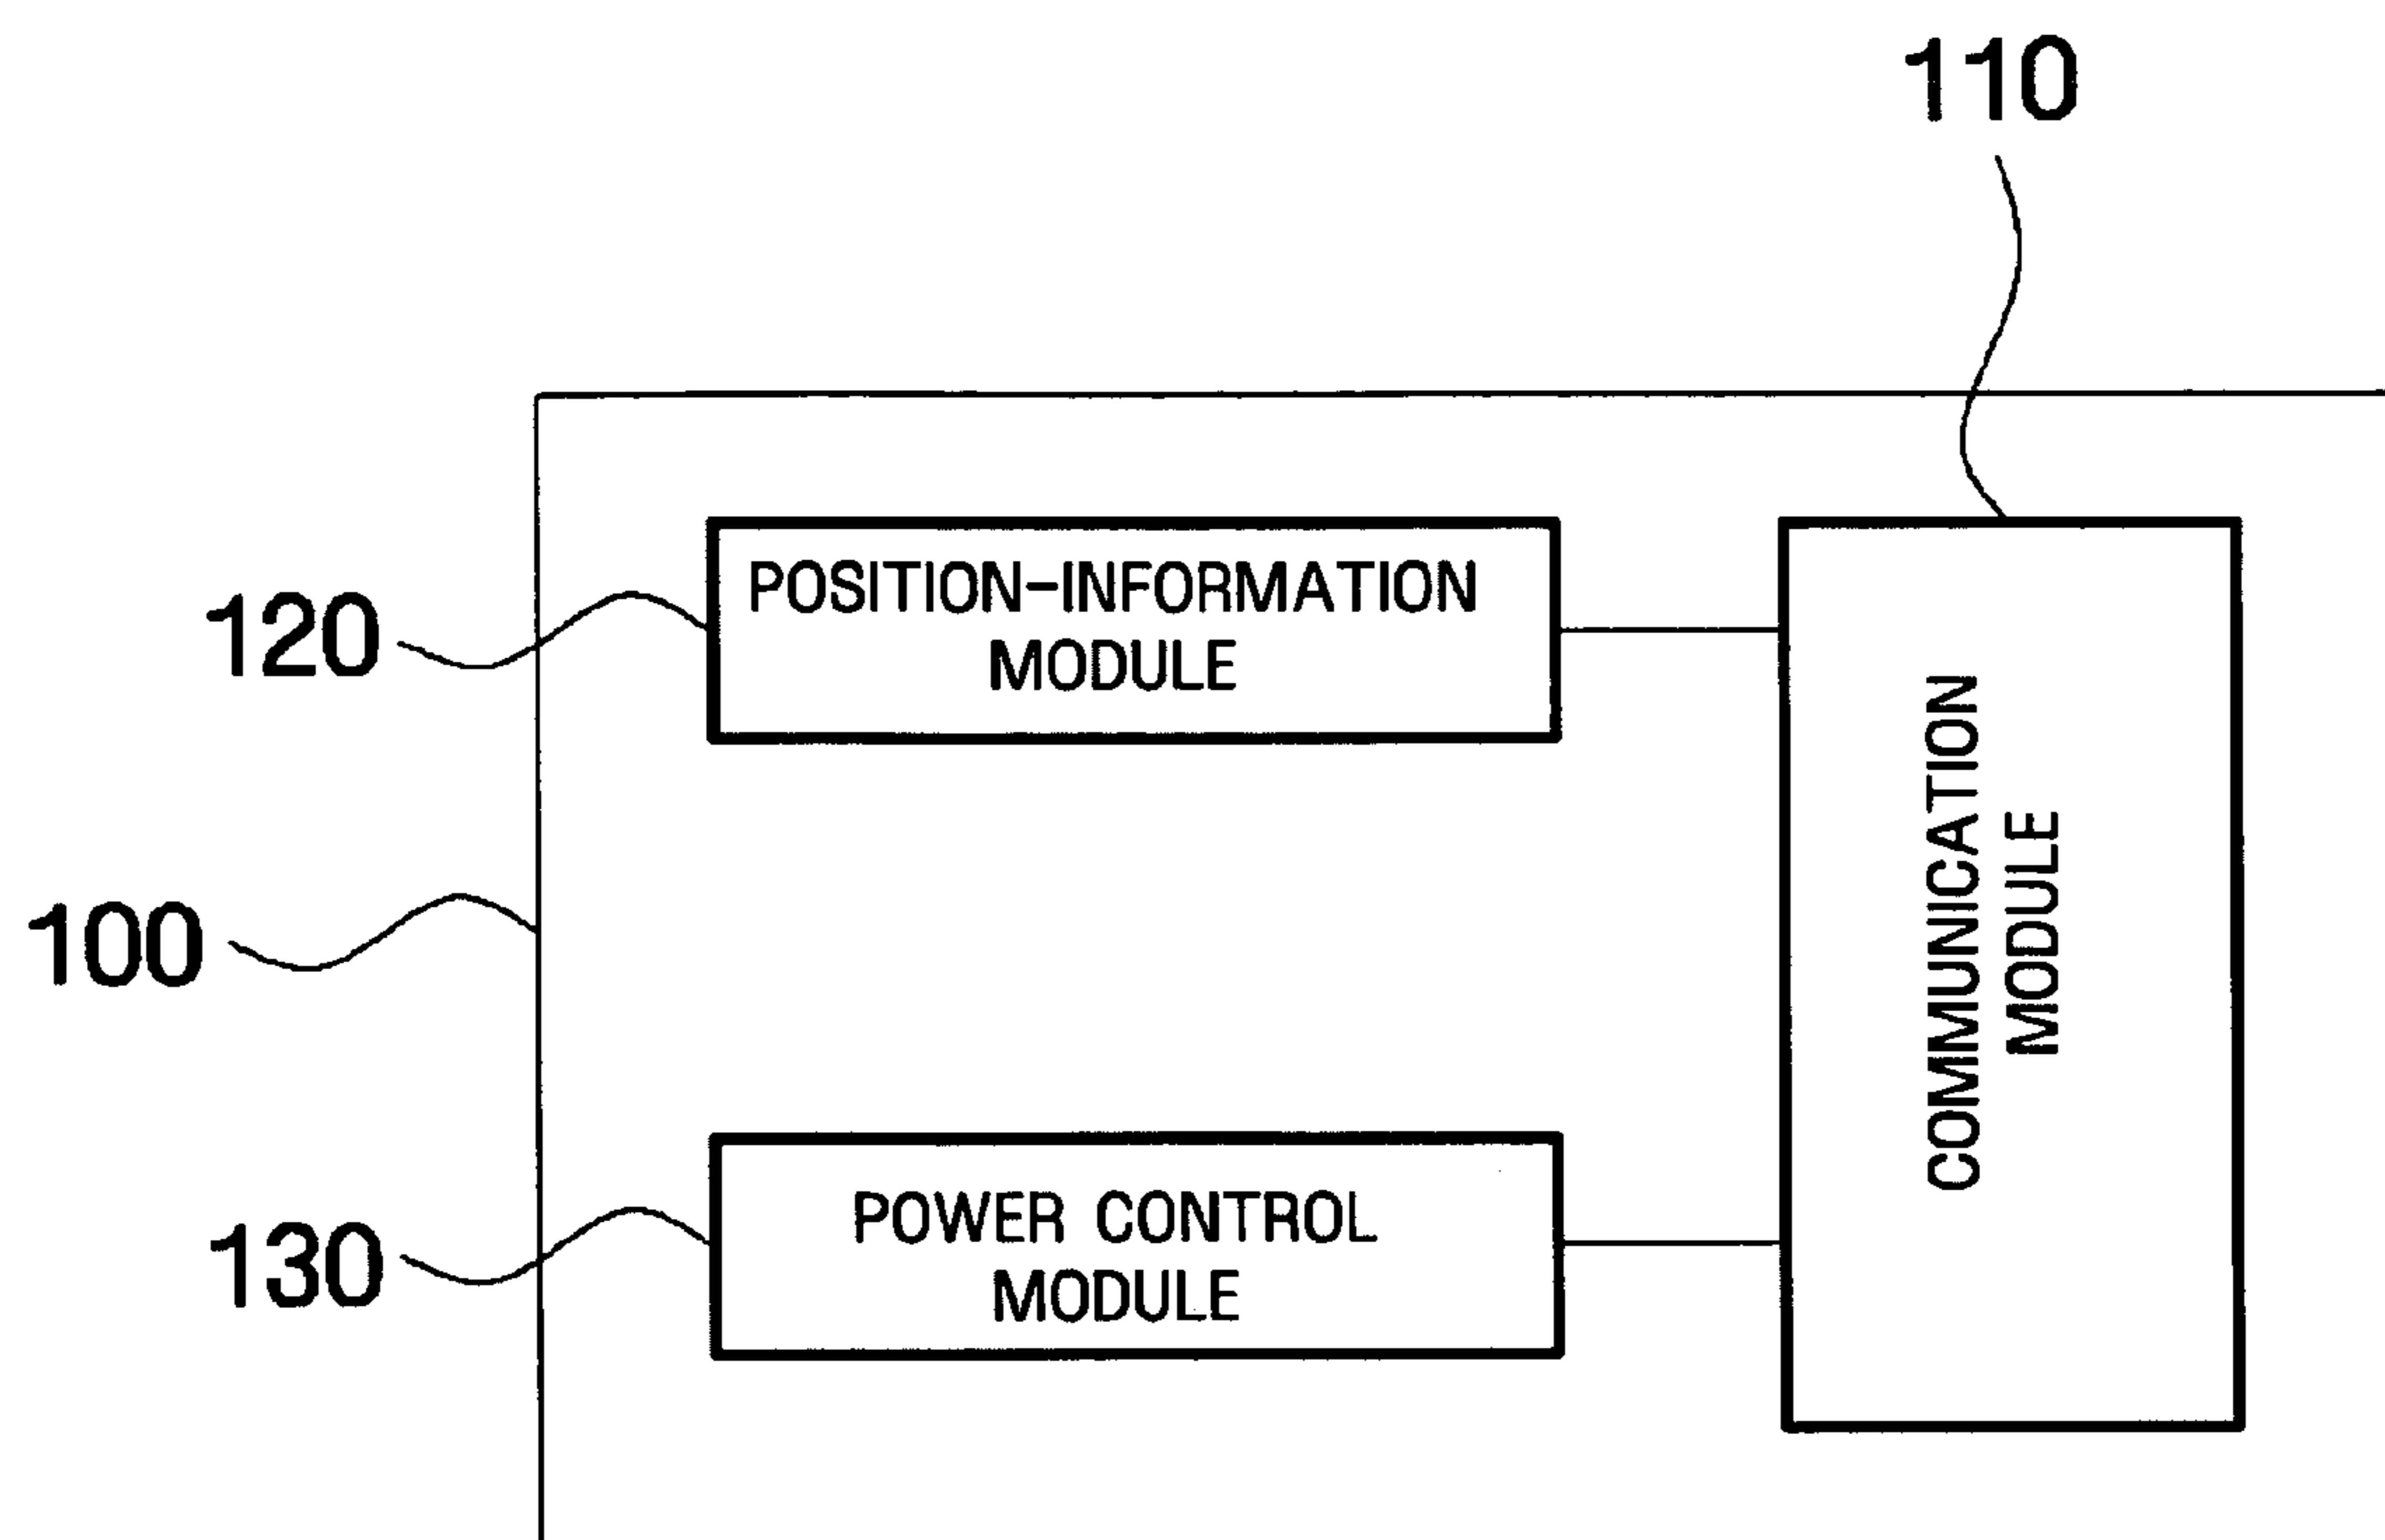 110
120
POSITION-INFORMATION
MODULE
COMMUNICATION
MODULE
100
130
POWER CONTROL
MODULE